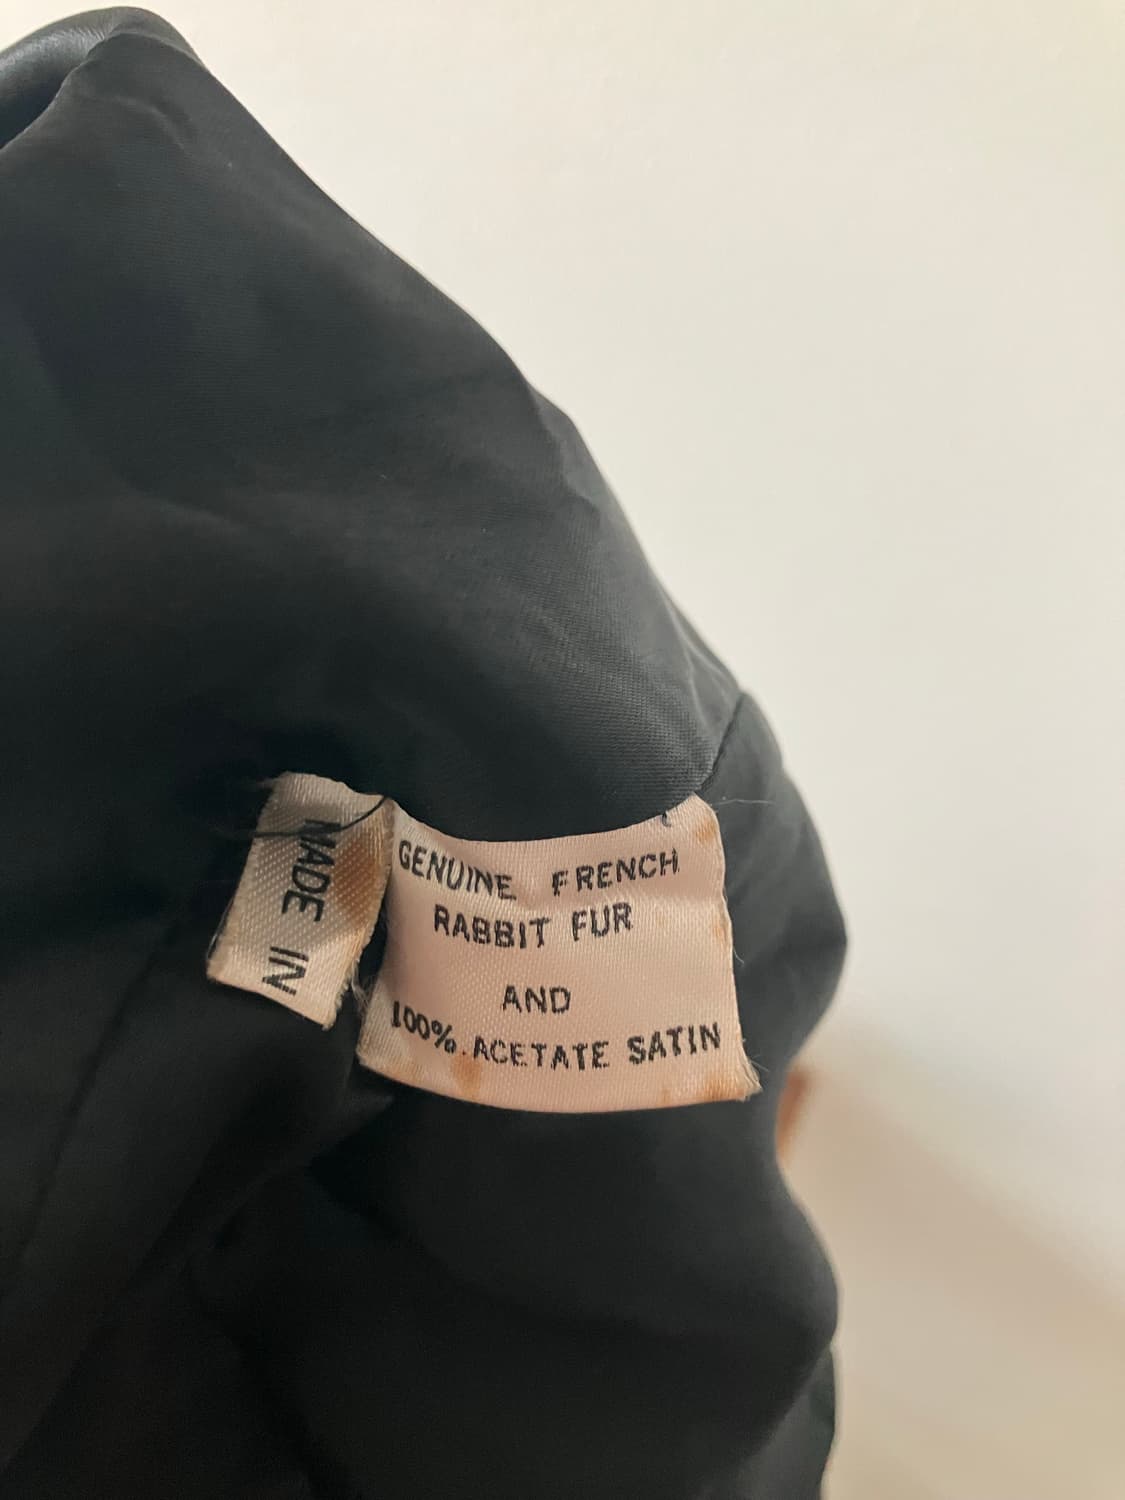 MADE IN
GENUINE FRENCH
RABBIT FUR
AND
100%. ACETATE SATIN